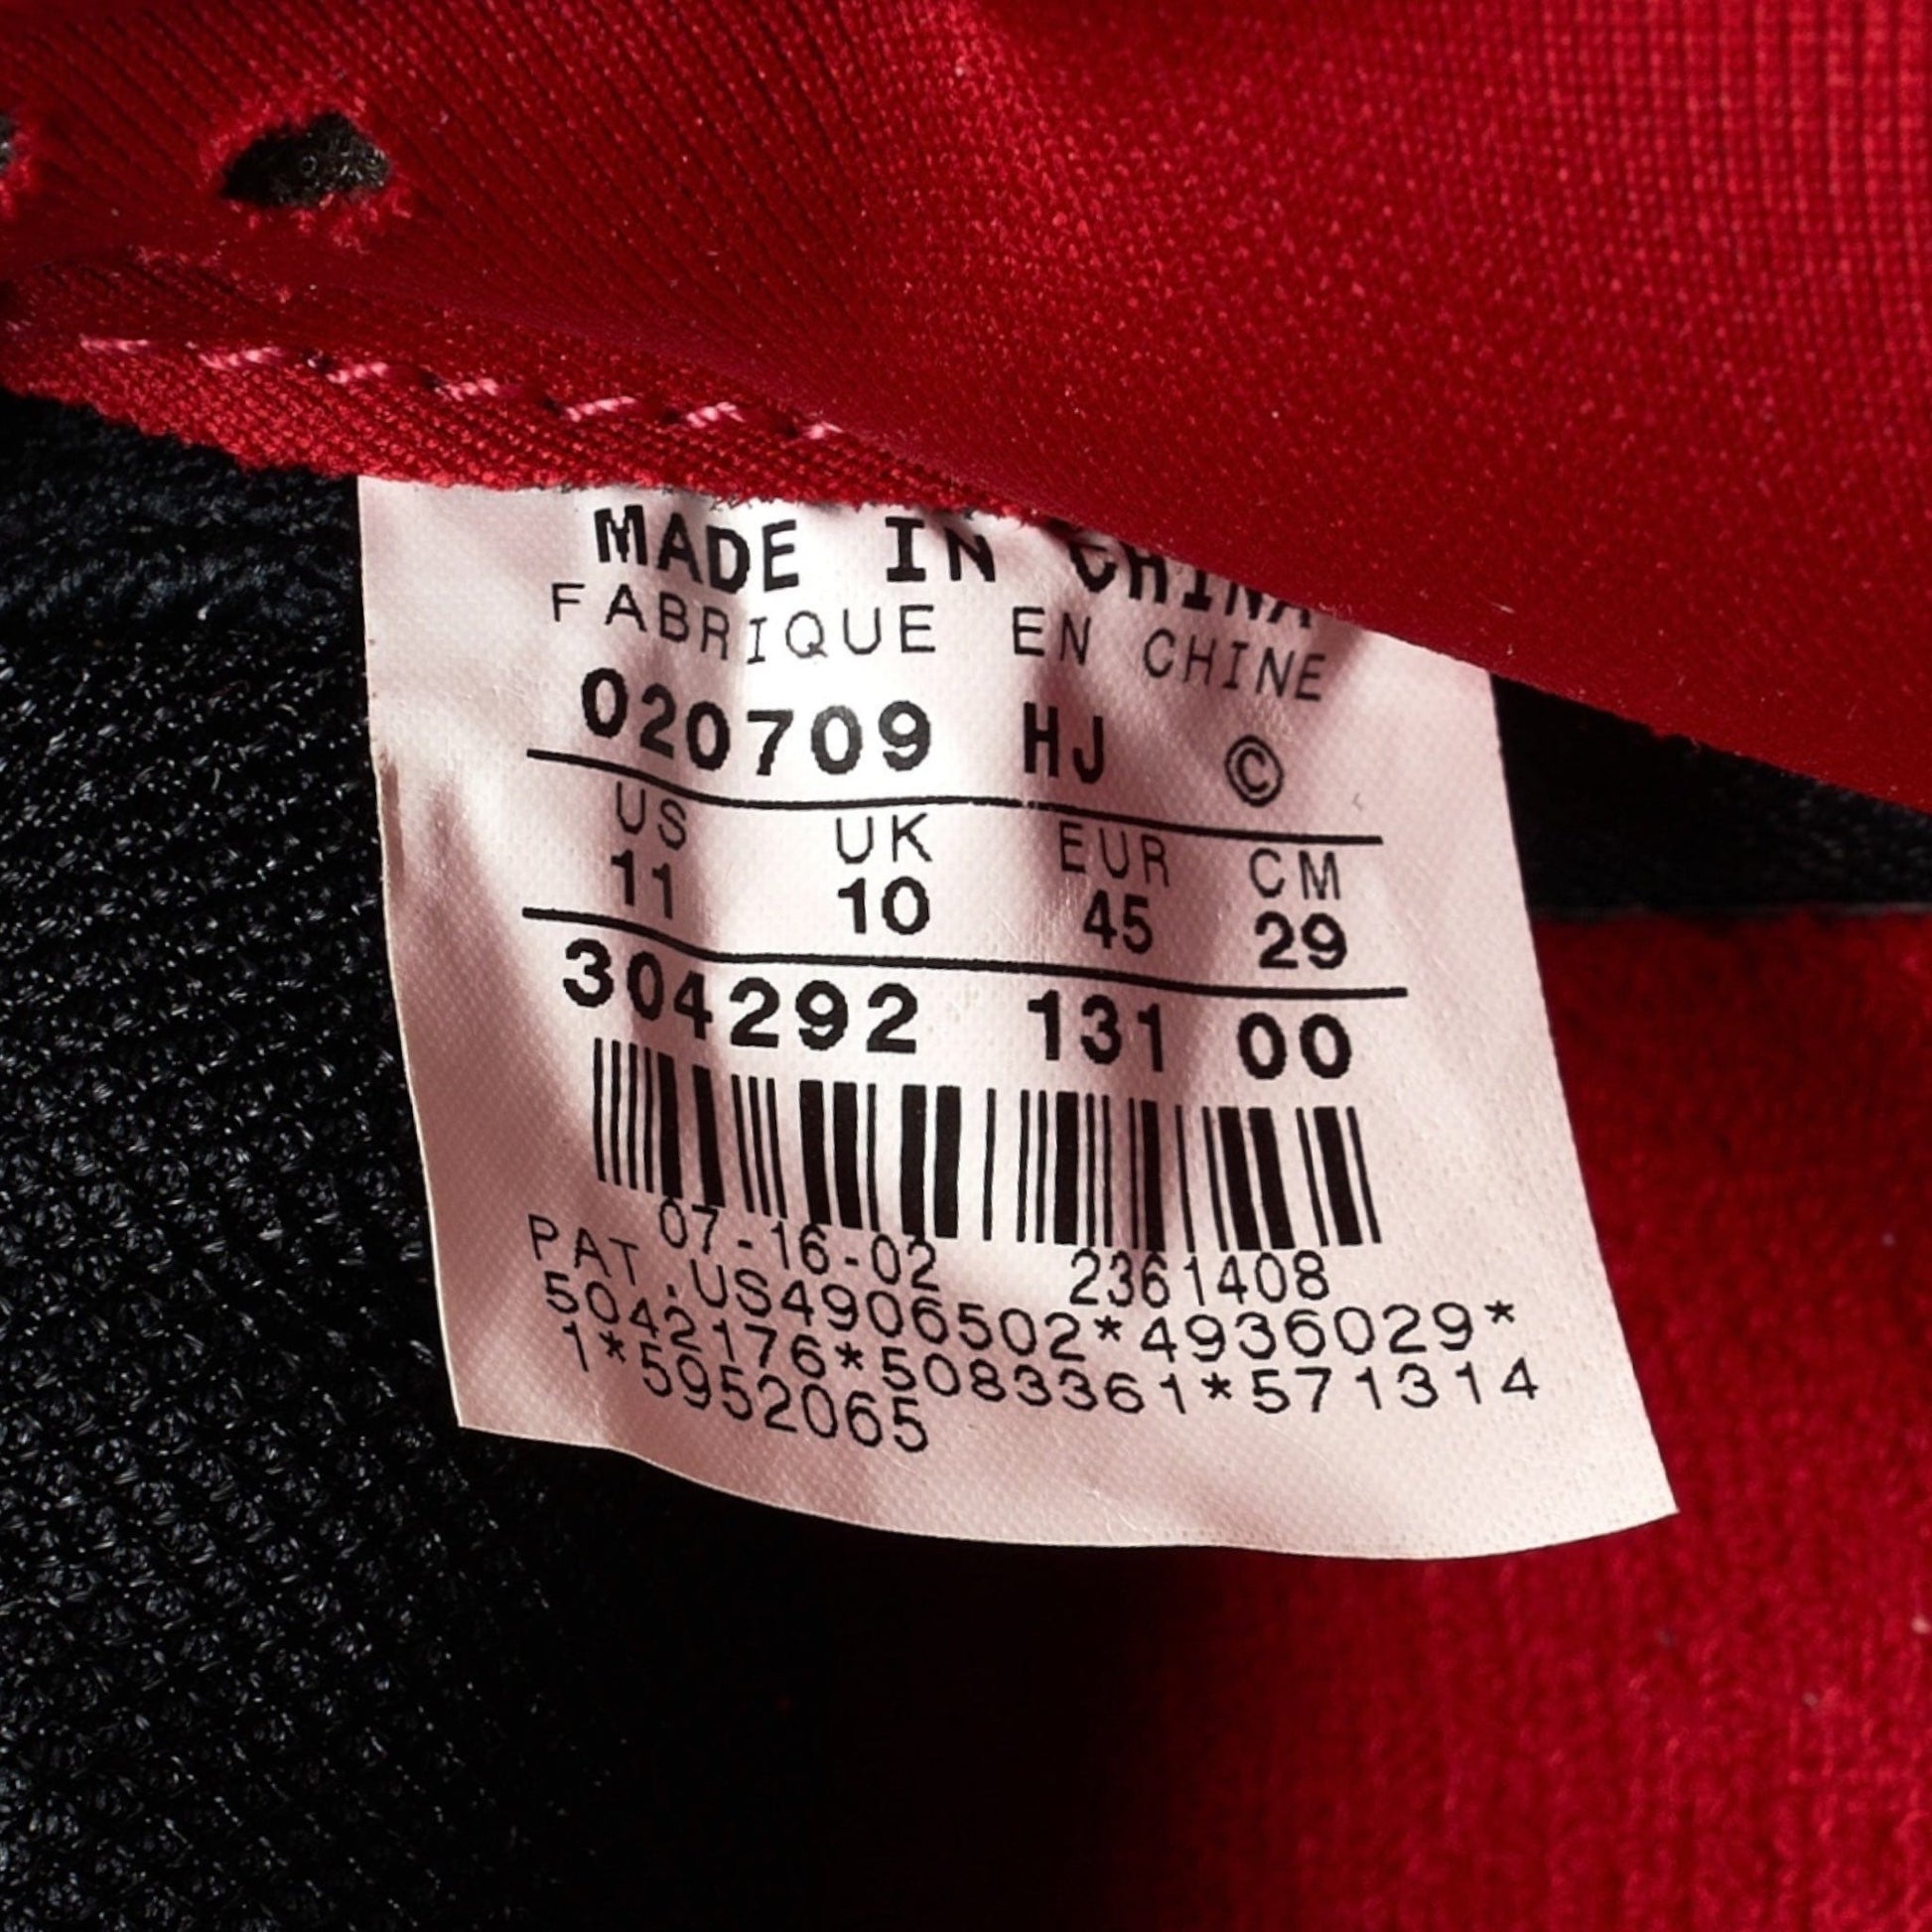 MADE IN CHINA
FABRIQUE EN CHINE
020709 HJ ©
US UK EUR CM
11 10 45 29
304292 131 00
07-16-02 2361408
PAT.US4906502*4936029*
5042176*5083361*571314
1*5952065